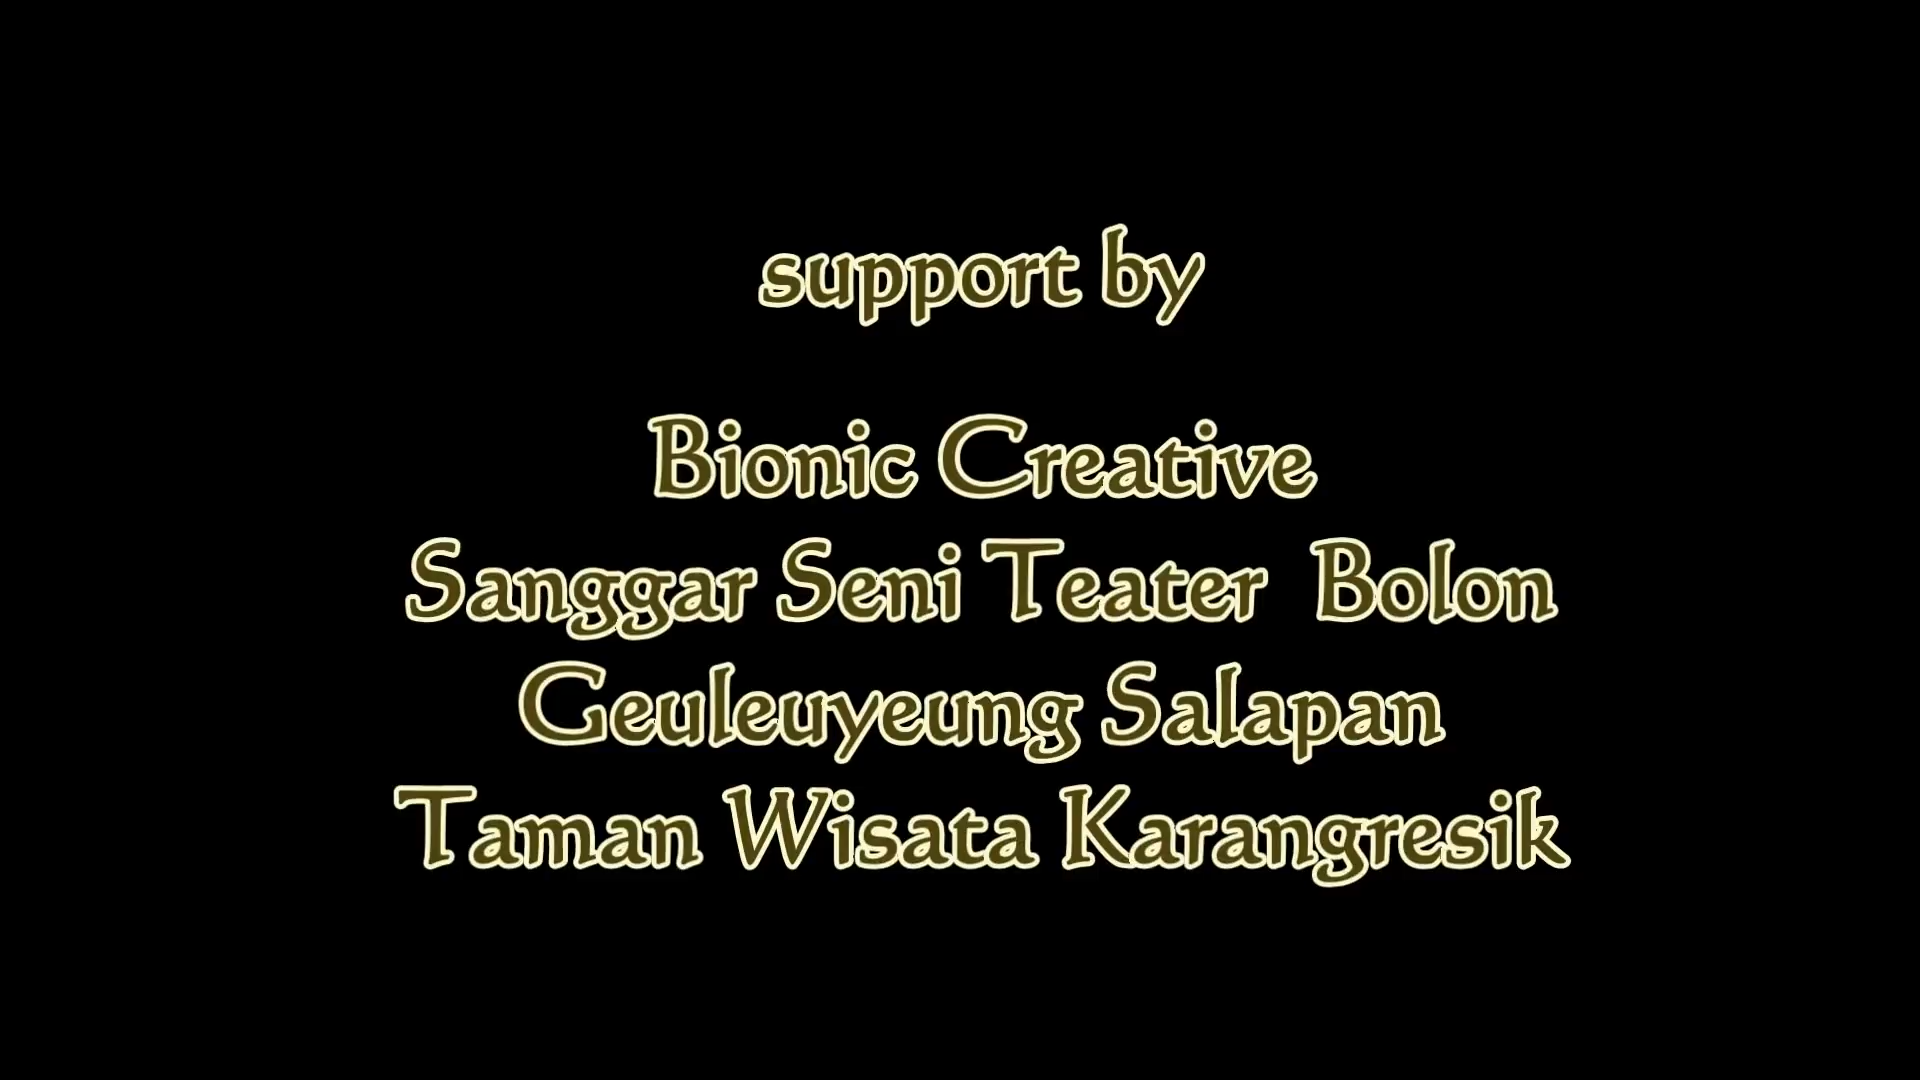 support by
Bionic Creative
Sanggar Seni Teater Bolon
Geuleuyeung Salapan
Taman Wisata Karangresik